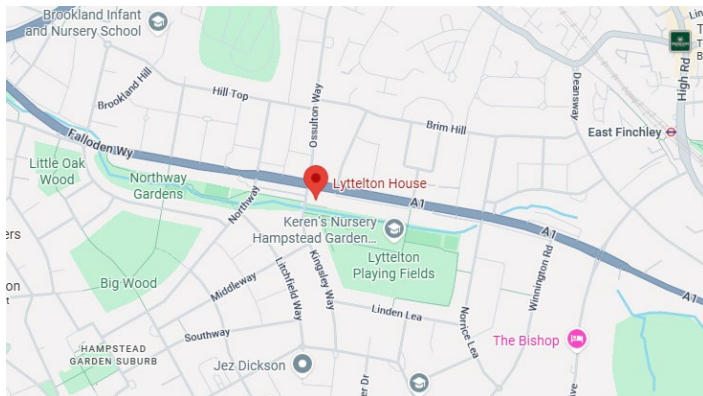 Brookland Infant
and Nursery School
Brookland Hill
Hill Top
Ossulton Way
Brim Hill
Deansway
High Rd
East Finchley
Falloden Wy
Little Oak
Wood
Northway
Gardens
Northway
Lyttelton House
A1
Keren's Nursery
Hampstead Garden...
Lyttelton
Playing Fields
A1
A1
Big Wood
Middleway
Litchfield Way
Kingsley Way
Linden Lea
Norrice Lea
Winnington Rd
Southway
HAMPSTEAD
GARDEN SUBURB
Jez Dickson
The Bishop